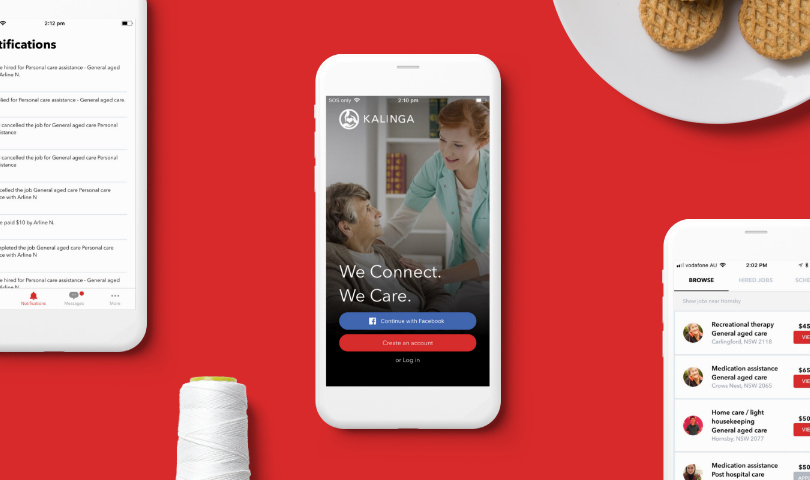 2:12 pm
tifications
e hired for Personal care assistance - General aged
Arline N.
lied for Personal care assistance - General aged care
cancelled the job for General aged care Personal
istance
cancelled the job for General aged care Personal
istance
celled the job General aged care Personal care
ce with Arline N
e paid $10 by Arline N.
mpleted the job General aged care Personal care
ce with Arline N
e hired for Personal care assistance - General aged
Arline N.
Notifications
Messages
More
SOS only
2:10 pm
KALINGA
We Connect.
We Care.
Continue with Facebook
Create an account
or Log in
vodafone AU
2:02 PM
BROWSE
HIRED JOBS
SCHE
Show jobs near Hornsby
Recreational therapy
General aged care
Carlingford, NSW 2118
$45
VIE
Medication assistance
General aged care
Crows Nest, NSW 2065
$65
VIE
Home care / light
housekeeping
General aged care
Hornsby, NSW 2077
$50
VIE
Medication assistance
Post hospital care
$50